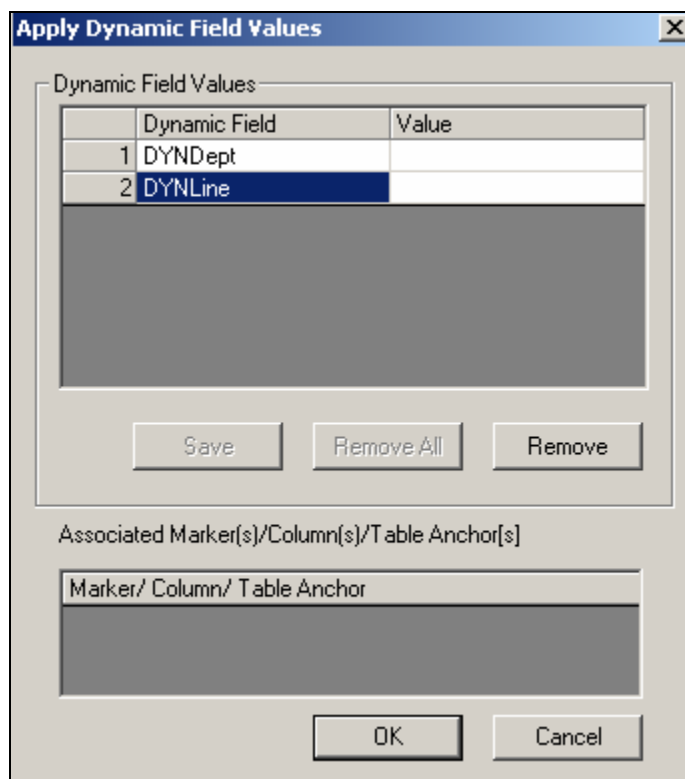 Apply Dynamic Field Values
Dynamic Field Values
Dynamic Field Value
1 DYNDept
2 DYNLine
Save Remove All Remove
Associated Marker(s)/Column(s)/Table Anchor[s]
Marker/ Column/ Table Anchor
OK Cancel